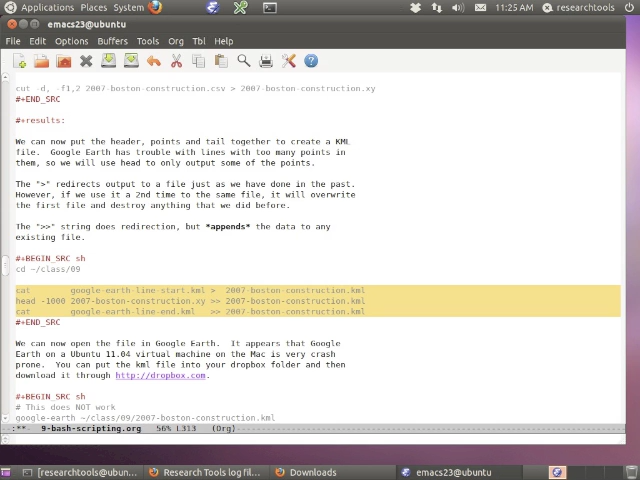 Applications Places System 11:25 AM researchtools
emacs23@ubuntu
File Edit Options Buffers Tools Org Tbl Help
cut -d, -f1,2 2007-boston-construction.csv > 2007-boston-construction.xy
#+END_SRC
#+results:
We can now put the header, points and tail together to create a KML
file.  Google Earth has trouble with lines with too many points in
them, so we will use head to only output some of the points.
The ">" redirects output to a file just as we have done in the past.
However, if we use it a 2nd time to the same file, it will overwrite
the first file and destroy anything that we did before.
The ">>" string does redirection, but *appends* the data to any
existing file.
#+BEGIN_SRC sh
cd ~/class/09
cat        google-earth-line-start.kml >  2007-boston-construction.kml
head -1000 2007-boston-construction.xy >> 2007-boston-construction.kml
cat        google-earth-line-end.kml   >> 2007-boston-construction.kml
#+END_SRC
We can now open the file in Google Earth.  It appears that Google
Earth on a Ubuntu 11.04 virtual machine on the Mac is very crash
prone.  You can put the kml file into your dropbox folder and then
download it through http://dropbox.com.
#+BEGIN_SRC sh
# This does NOT work
google-earth ~/class/09/2007-boston-construction.kml
-:**-  9-bash-scripting.org   56% L313   (Org)
[researchtools@ubun... Research Tools log fil... Downloads emacs23@ubuntu